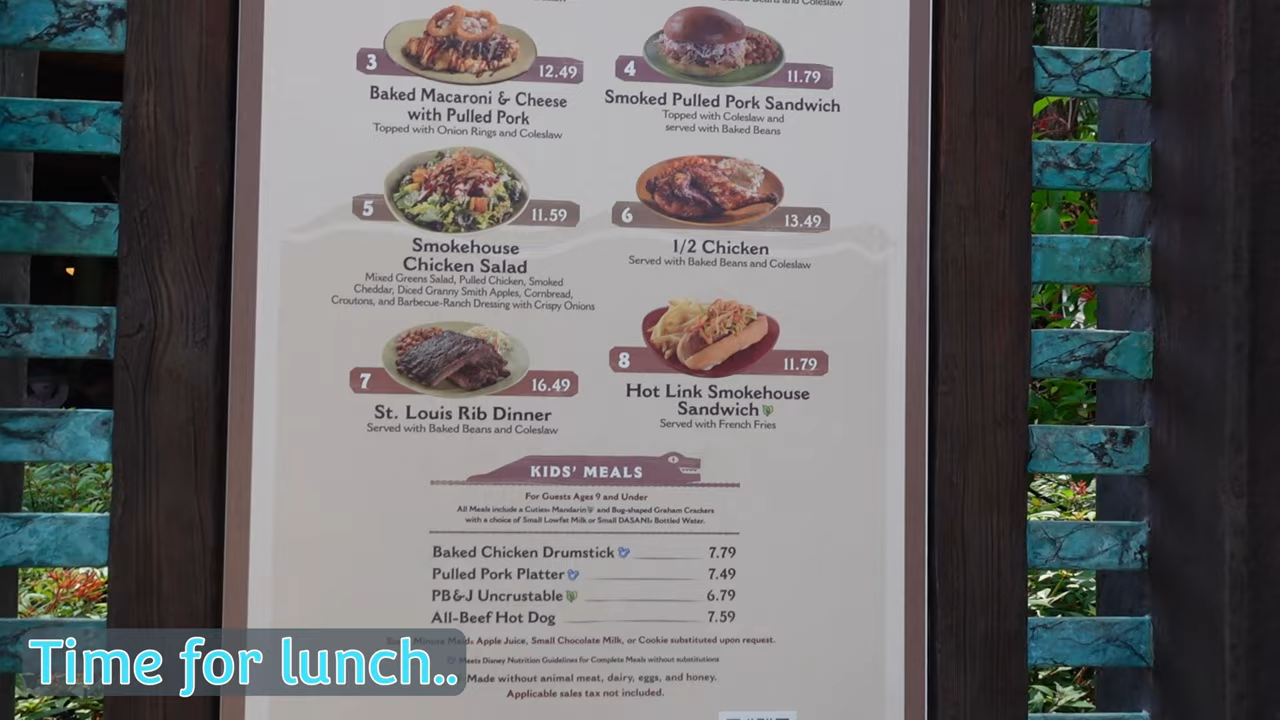 Beans and Coleslaw
3
12.49
4
11.79
Baked Macaroni & Cheese
with Pulled Pork
Topped with Onion Rings and Coleslaw
Smoked Pulled Pork Sandwich
Topped with Coleslaw and
served with Baked Beans
5
11.59
6
13.49
Smokehouse
Chicken Salad
Mixed Greens Salad, Pulled Chicken, Smoked
Cheddar, Diced Granny Smith Apples, Cornbread,
Croutons, and Barbecue-Ranch Dressing with Crispy Onions
1/2 Chicken
Served with Baked Beans and Coleslaw
7
16.49
8
11.79
St. Louis Rib Dinner
Served with Baked Beans and Coleslaw
Hot Link Smokehouse
Sandwich
Served with French Fries
KIDS' MEALS
For Guests Ages 9 and Under
All Meals include a Cuties® Mandarin and Bug-shaped Graham Crackers
with a choice of Small Lowfat Milk or Small DASANI® Bottled Water.
Baked Chicken Drumstick 7.79
Pulled Pork Platter 7.49
PB&J Uncrustable 6.79
All-Beef Hot Dog 7.59
Apple Juice, Small Chocolate Milk, or Cookie substituted upon request.
Meets Disney Nutrition Guidelines for Complete Meals without substitutions
Made without animal meat, dairy, eggs, and honey.
Applicable sales tax not included.
Time for lunch..